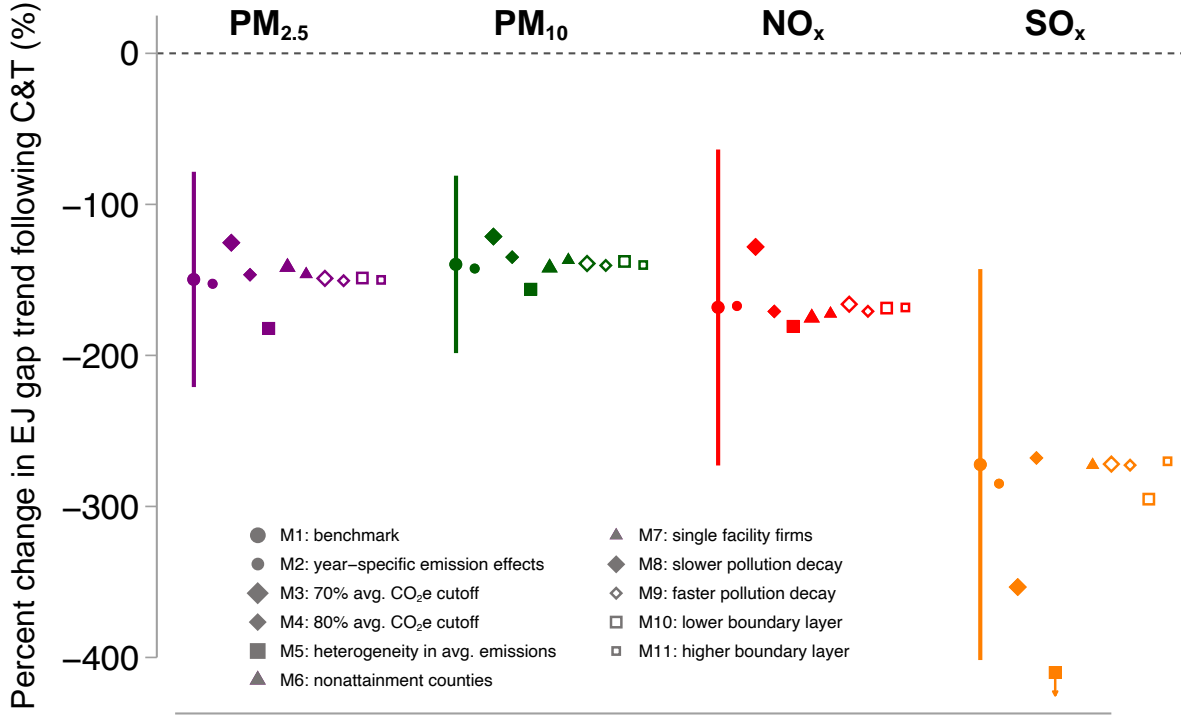 Percent change in EJ gap trend following C&T (%)
PM₂.₅ PM₁₀ NOₓ SOₓ
0
−100
−200
−300
−400
M1: benchmark
M2: year−specific emission effects
M3: 70% avg. CO₂e cutoff
M4: 80% avg. CO₂e cutoff
M5: heterogeneity in avg. emissions
M6: nonattainment counties
M7: single facility firms
M8: slower pollution decay
M9: faster pollution decay
M10: lower boundary layer
M11: higher boundary layer